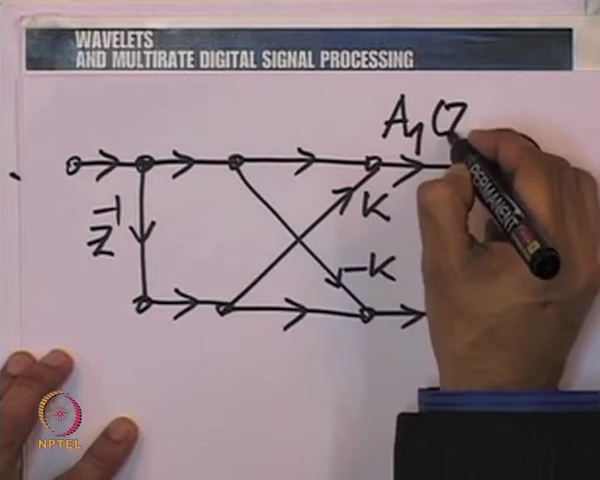 WAVELETS
AND MULTIRATE DIGITAL SIGNAL PROCESSING
A₁(Z
Z⁻¹
K
-K
PERMANENT
NPTEL